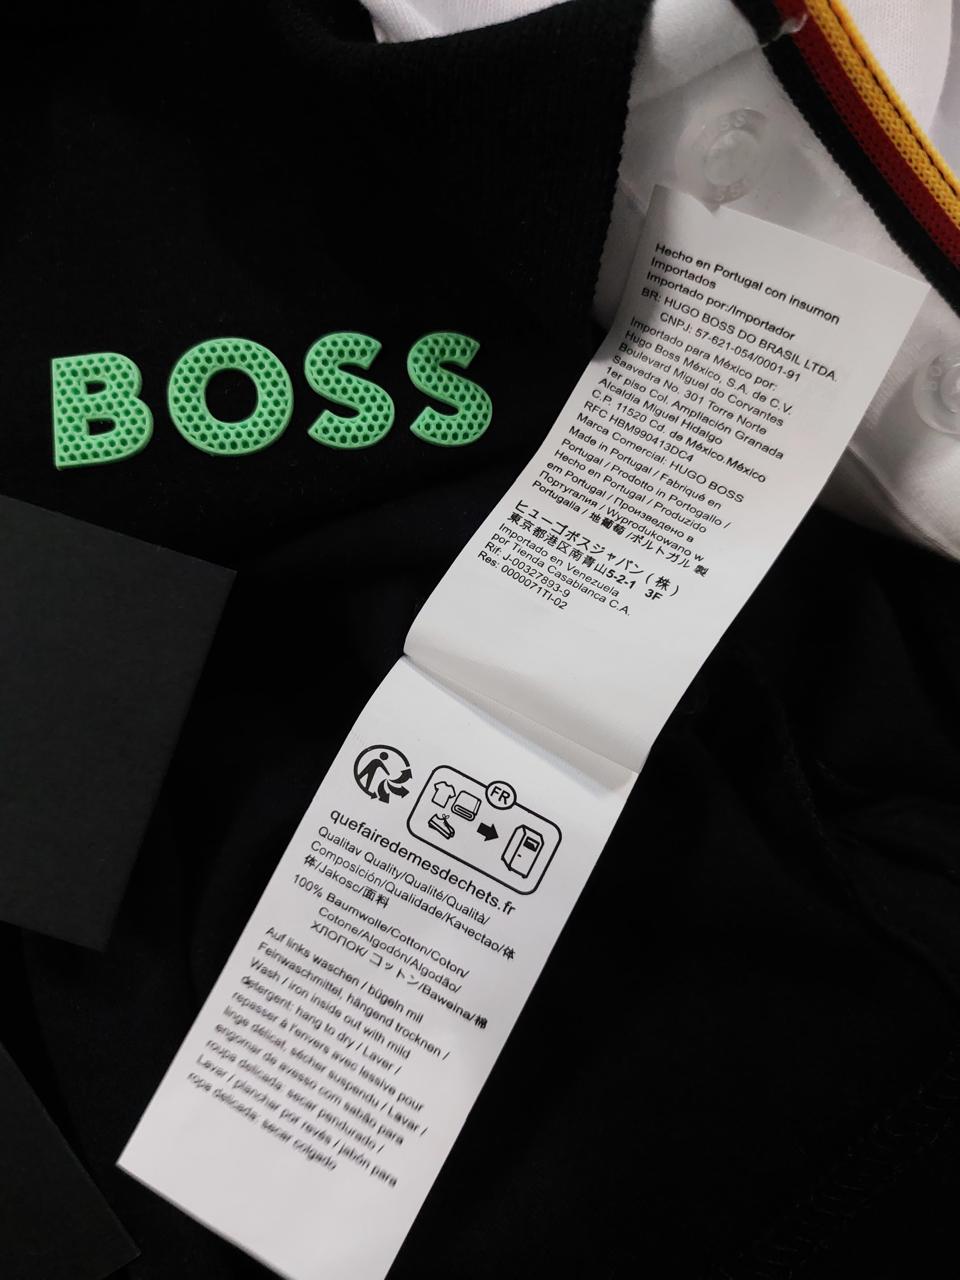 BOSS
Hecho en Portugal con insumon
Importados
Importado por:/Importador
BR: HUGO BOSS DO BRASIL LTDA.
CNPJ: 57-621-054/0001-91
Importado para México por:
Hugo Boss México, S.A. de C.V.
Boulevard Miguel do Corvantes
Saavedra No. 301 Torre Norte
1er piso Col. Ampliación Granada
Alcaldía Miguel Hidalgo
C.P. 11520 Cd. de México.México
RFC HBM990413DC4
Marca Comercial: HUGO BOSS
Made in Portugal / Fabriqué en
Portugal / Prodotto in Portogallo /
Hecho en Portugal / Produzido
em Portugal / Произведено в
Португалия / Wyprodukowano w
Portugalia / 地葡萄 /ポルトガル 製
ヒューゴボスジャパン (株)
東京都港区南青山5-2-1 3F
Importado en Venezuela
por Tienda Casabianca C.A.
Rif: J-00327893-9
Res: 0000071TI-02
FR
quefairedemesdechets.fr
Qualitav Quality/Qualité/Qualità/
Composición/Qualidade/Качестао/体
体/Jakosc/面料
100% Baumwolle/Cotton/Coton/
Cotone/Algodón/Algodão/
ХЛОПОК/ コットン/Baweina/棉
Auf links waschen / bügeln mil
Feinwaschmittel, hängend trocknen /
Wash / iron inside out with mild
detergent: hang to dry / Laver /
repasser à l'envers avec lessive pour
linge délicat, sécher suspendu / Lavar /
engomar de avesso com sabão para
roupa delicada: secar pendurado /
Lavar / planchar por revés / jabón para
ropa delicada: secar colgado